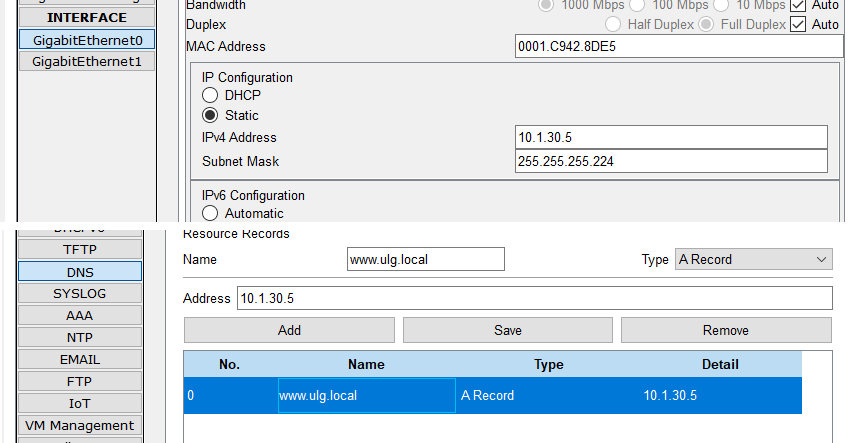 Bandwidth 1000 Mbps 100 Mbps 10 Mbps Auto
INTERFACE
Duplex Half Duplex Full Duplex Auto
GigabitEthernet0
MAC Address 0001.C942.8DE5
GigabitEthernet1
IP Configuration
DHCP
Static
IPv4 Address 10.1.30.5
Subnet Mask 255.255.255.224
IPv6 Configuration
Automatic
Resource Records
TFTP
Name www.ulg.local Type A Record
DNS
SYSLOG
Address 10.1.30.5
AAA
Add Save Remove
NTP
EMAIL
No. Name Type Detail
FTP
0 www.ulg.local A Record 10.1.30.5
IoT
VM Management